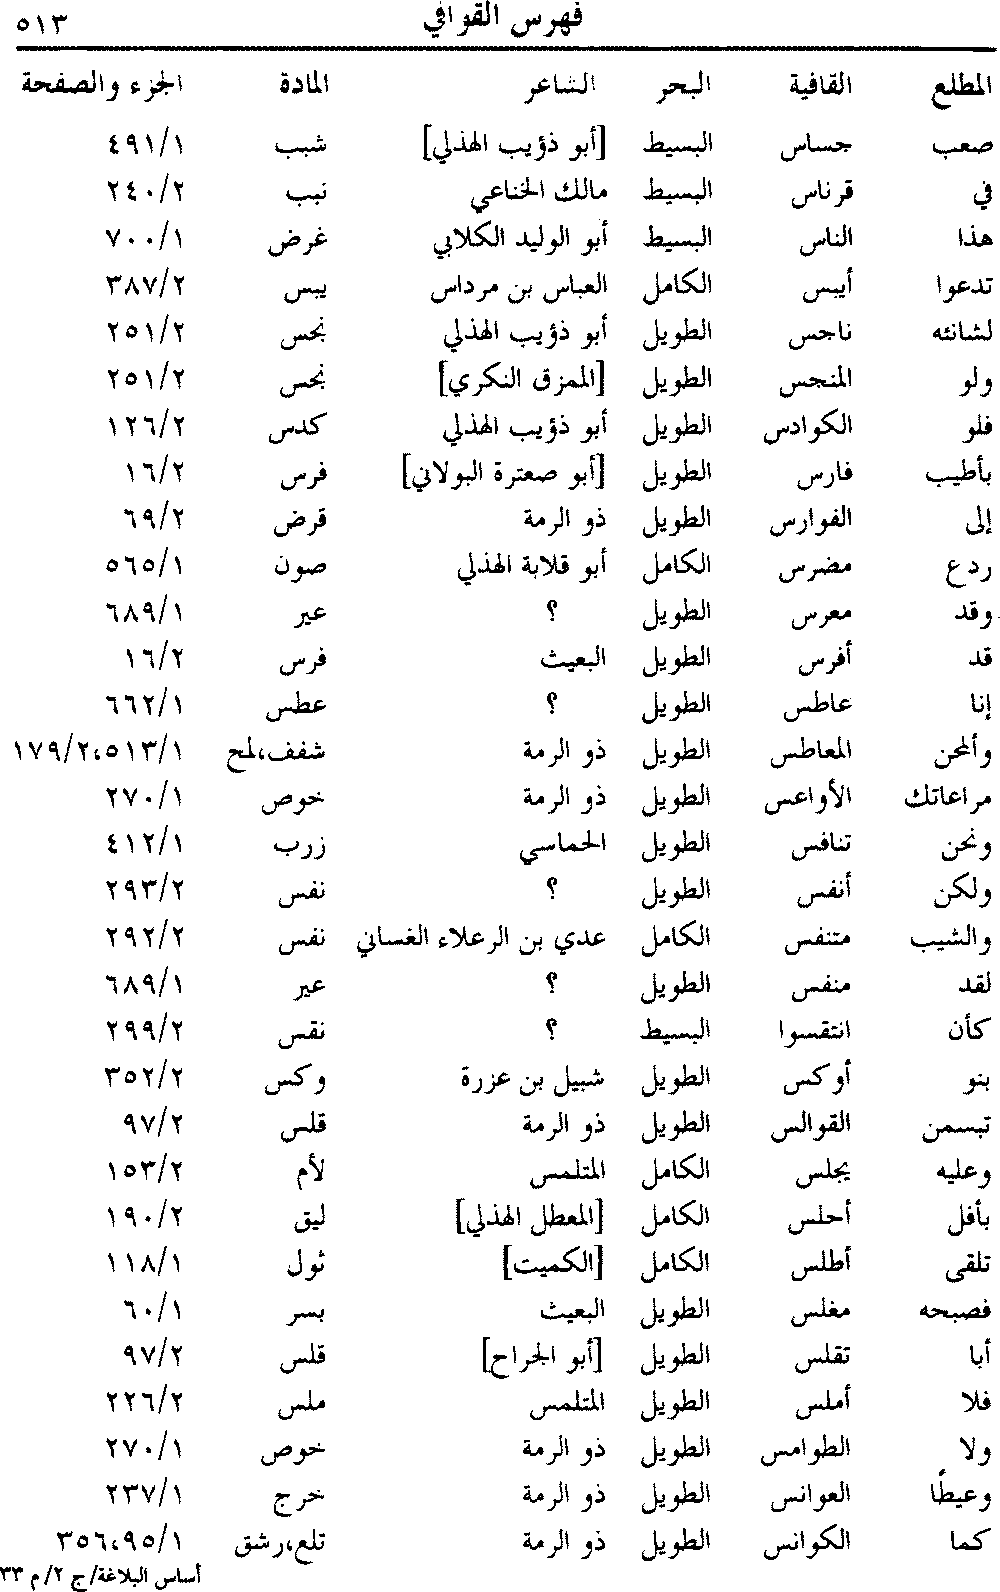 فهرس القوافي ٥١٣
المطلع القافية البحر الشاعر المادة الجزء والصفحة
صعب جساس البسيط [أبو ذؤيب الهذلي] شبب ٤٩١/١
في قرناس البسيط مالك الخناعي نبب ٢٤٠/٢
هذا الناس البسيط أبو الوليد الكلابي غرض ٧٠٠/١
تدعوا أيبس الكامل العباس بن مرداس يبس ٣٨٧/٢
لشانئه ناجس الطويل أبو ذؤيب الهذلي نجس ٢٥١/٢
ولو المنجس الطويل [الممزق النكري] نجس ٢٥١/٢
فلو الكوادس الطويل أبو ذؤيب الهذلي كدس ١٢٦/٢
بأطيب فارس الطويل [أبو صعترة البولاني] فرس ١٦/٢
إلى الفوارس الطويل ذو الرمة قرض ٦٩/٢
ردع مضرس الكامل أبو قلابة الهذلي صون ٥٦٥/١
وقد معرس الطويل ؟ عير ٦٨٩/١
قد أفرس الطويل البعيث فرس ١٦/٢
إنا عاطس الطويل ؟ عطس ٦٦٢/١
وألمحن المعاطس الطويل ذو الرمة شفف،لمح ٥١٣/١،١٧٩/٢
مراعاتك الأواعس الطويل ذو الرمة خوص ٢٧٠/١
ونحن تنافس الطويل الحماسي زرب ٤١٢/١
ولكن أنفس الطويل ؟ نفس ٢٩٣/٢
والشيب متنفس الكامل عدي بن الرعلاء الغساني نفس ٢٩٢/٢
لقد منفس الطويل ؟ عير ٦٨٩/١
كأن انتقسوا البسيط ؟ نقس ٢٩٩/٢
بنو أوكس الطويل شبيل بن عزرة وكس ٣٥٢/٢
تبسمن القوالس الطويل ذو الرمة قلس ٩٧/٢
وعليه يجلس الكامل المتلمس لأم ١٥٣/٢
بأفل أحلس الكامل [المعطل الهذلي] ليق ١٩٠/٢
تلقى أطلس الكامل [الكميت] ثول ١١٨/١
فصبحه مغلس الطويل البعيث بسر ٦٠/١
أبا تقلس الطويل [أبو الجراح] قلس ٩٧/٢
فلا أملس الطويل المتلمس ملس ٢٢٦/٢
ولا الطوامس الطويل ذو الرمة خوص ٢٧٠/١
وعيطًا العوانس الطويل ذو الرمة خرج ٢٣٧/١
كما الكوانس الطويل ذو الرمة تلع،رشق ٣٥٦،٩٥/١
أساس البلاغة/ج ٢/م ٣٣